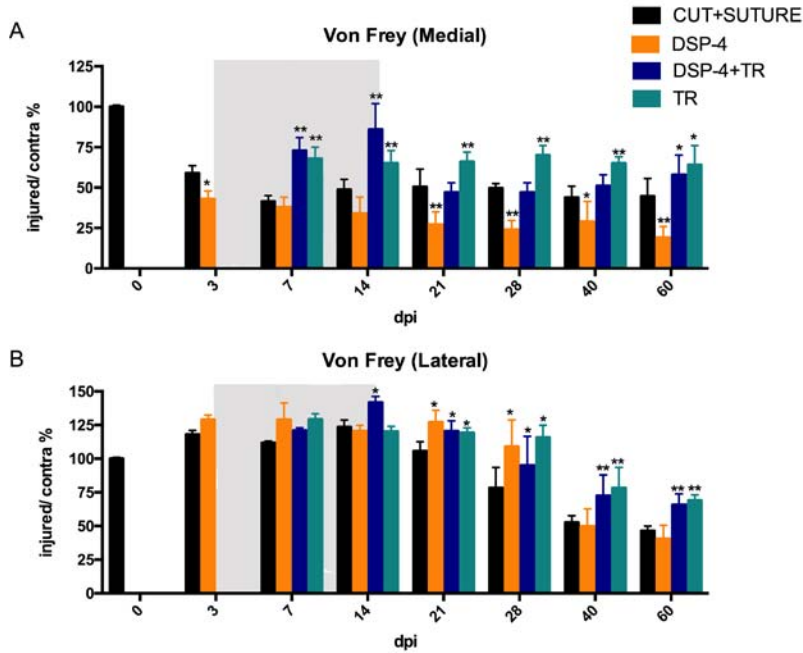 CUT+SUTURE
DSP-4
DSP-4+TR
TR
A
Von Frey (Medial)
injured/ contra %
125
100
75
50
25
0
* ** ** ** ** ** ** ** ** * ** ** * *
0 3 7 14 21 28 40 60
dpi
B
Von Frey (Lateral)
injured/ contra %
150
125
100
75
50
25
0
* * * * * * * ** ** ** **
0 3 7 14 21 28 40 60
dpi